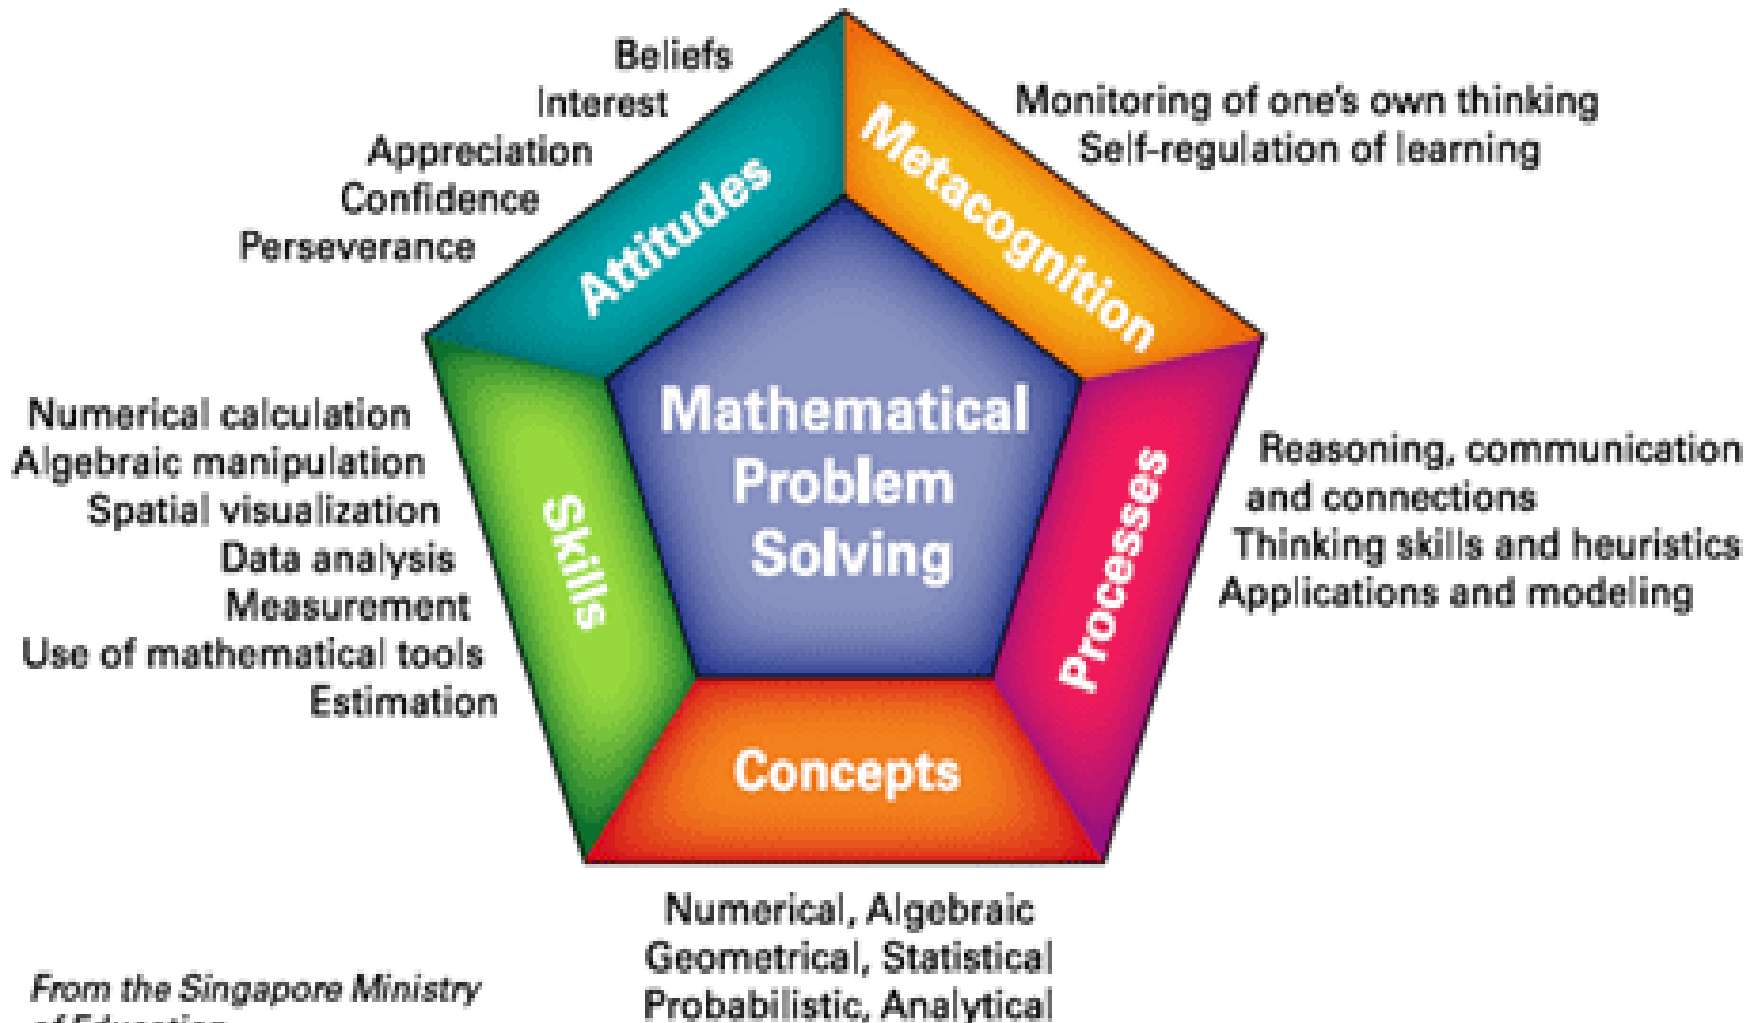 Beliefs
Interest
Appreciation
Confidence
Perseverance
Attitudes
Metacognition
Monitoring of one's own thinking
Self-regulation of learning
Mathematical
Problem
Solving
Numerical calculation
Algebraic manipulation
Spatial visualization
Data analysis
Measurement
Use of mathematical tools
Estimation
Skills
Processes
Reasoning, communication
and connections
Thinking skills and heuristics
Applications and modeling
Concepts
Numerical, Algebraic
Geometrical, Statistical
Probabilistic, Analytical
From the Singapore Ministry
of Education